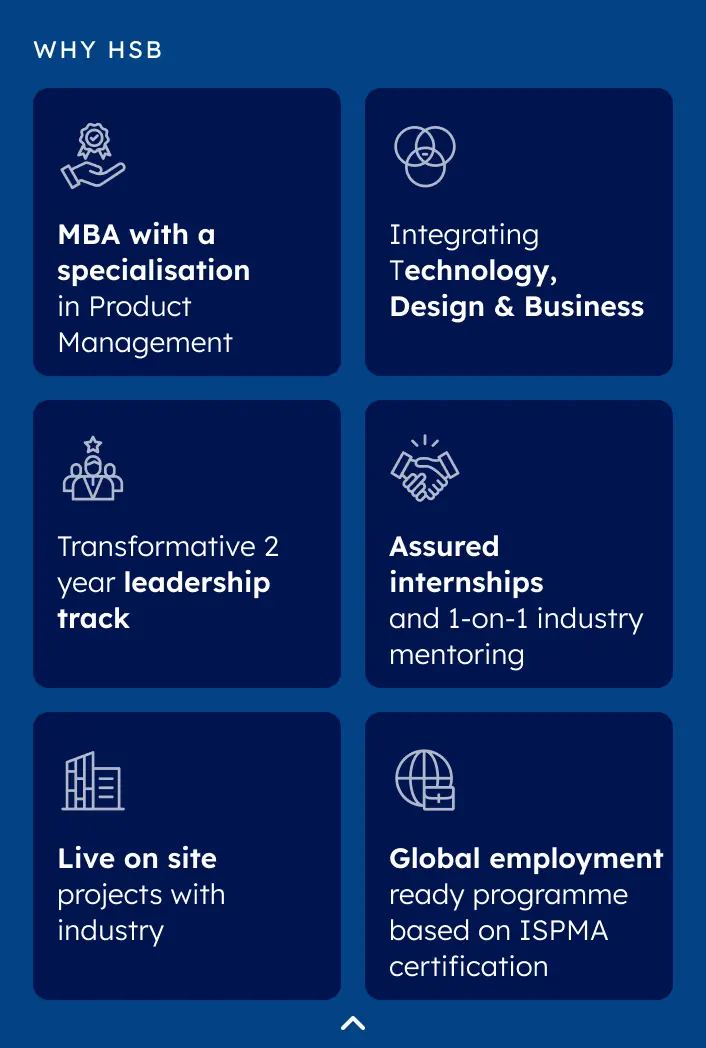 WHY HSB
MBA with a
specialisation
in Product
Management
Integrating
Technology,
Design & Business
Transformative 2
year leadership
track
Assured
internships
and 1-on-1 industry
mentoring
Live on site
projects with
industry
Global employment
ready programme
based on ISPMA
certification